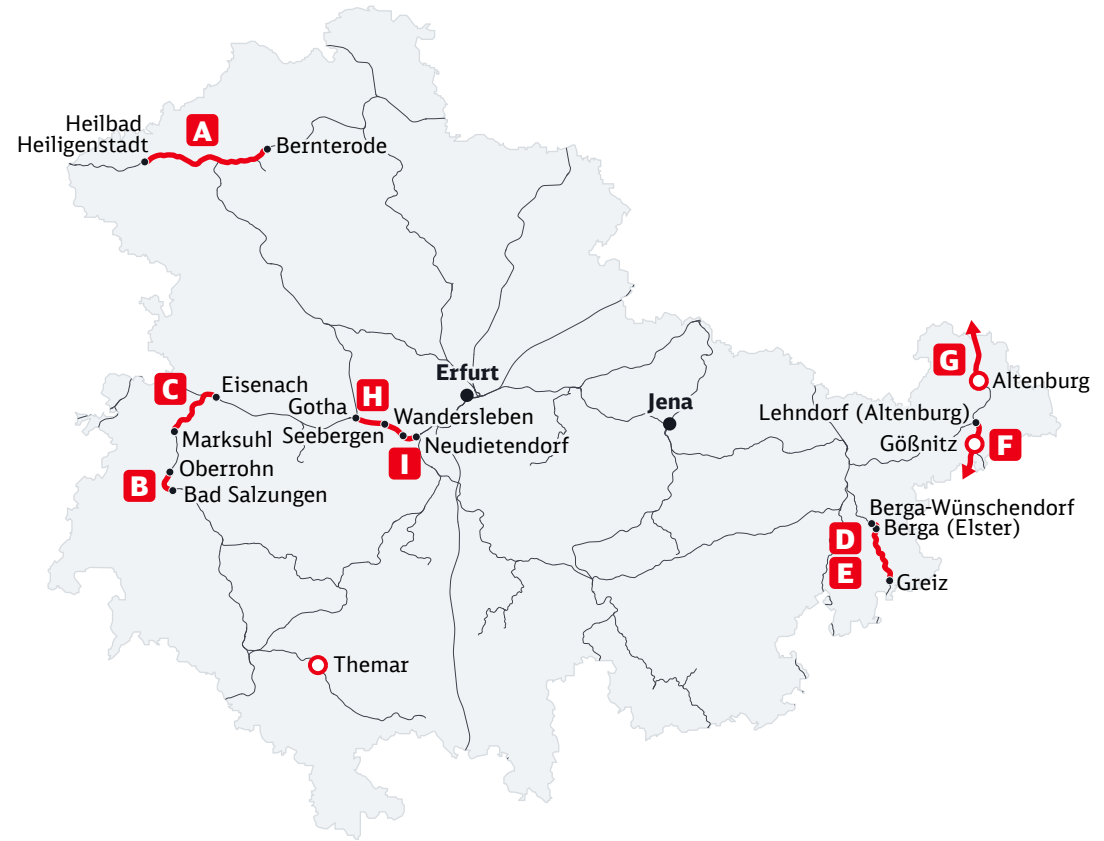 Heilbad
Heiligenstadt
A
Bernterode
G
Altenburg
Erfurt
C
Eisenach
H
Gotha
Wandersleben
Jena
Lehndorf (Altenburg)
Marksuhl
Seebergen
Neudietendorf
Gößnitz
F
I
Oberrohn
B
Bad Salzungen
Berga-Wünschendorf
Berga (Elster)
D
E
Greiz
Themar